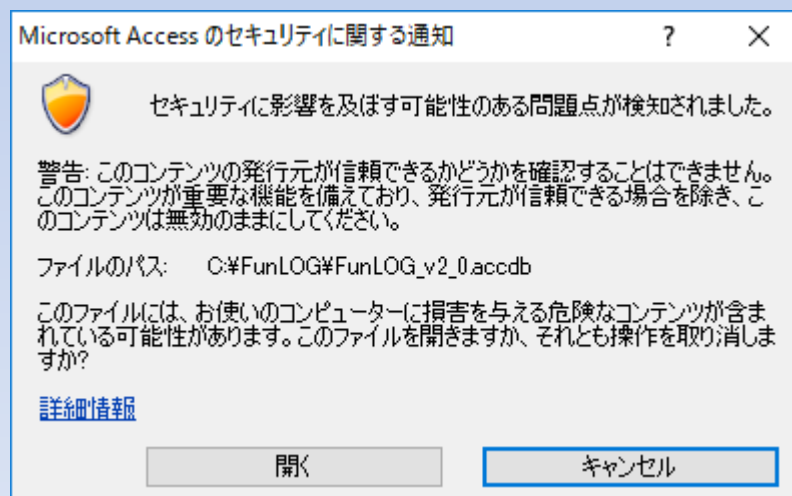 Microsoft Access のセキュリティに関する通知
?
×
セキュリティに影響を及ぼす可能性のある問題点が検知されました。
警告: このコンテンツの発行元が信頼できるかどうかを確認することはできません。
このコンテンツが重要な機能を備えており、発行元が信頼できる場合を除き、こ
のコンテンツは無効のままにしてください。
ファイルのパス: C:¥FunLOG¥FunLOG_v2_0.accdb
このファイルには、お使いのコンピューターに損害を与える危険なコンテンツが含ま
れている可能性があります。このファイルを開きますか、それとも操作を取り消しま
すか?
詳細情報
開く
キャンセル